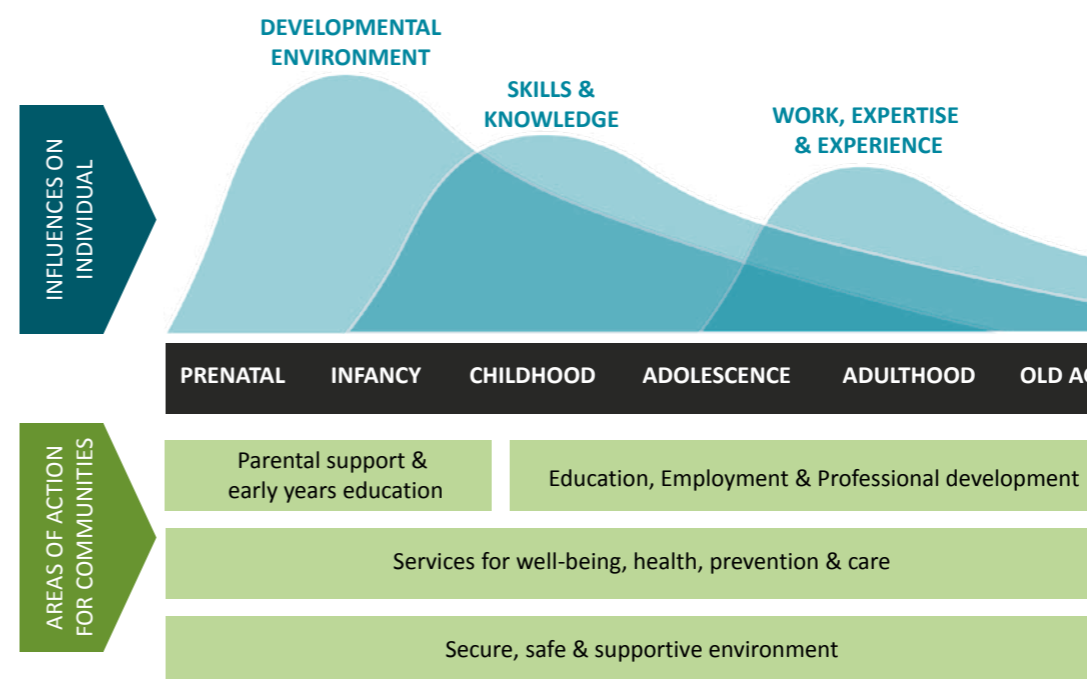 DEVELOPMENTAL
ENVIRONMENT
SKILLS &
KNOWLEDGE
WORK, EXPERTISE
& EXPERIENCE
INFLUENCES ON
INDIVIDUAL
PRENATAL INFANCY CHILDHOOD ADOLESCENCE ADULTHOOD OLD
AREAS OF ACTION
FOR COMMUNITIES
Parental support &
early years education
Education, Employment & Professional development
Services for well-being, health, prevention & care
Secure, safe & supportive environment